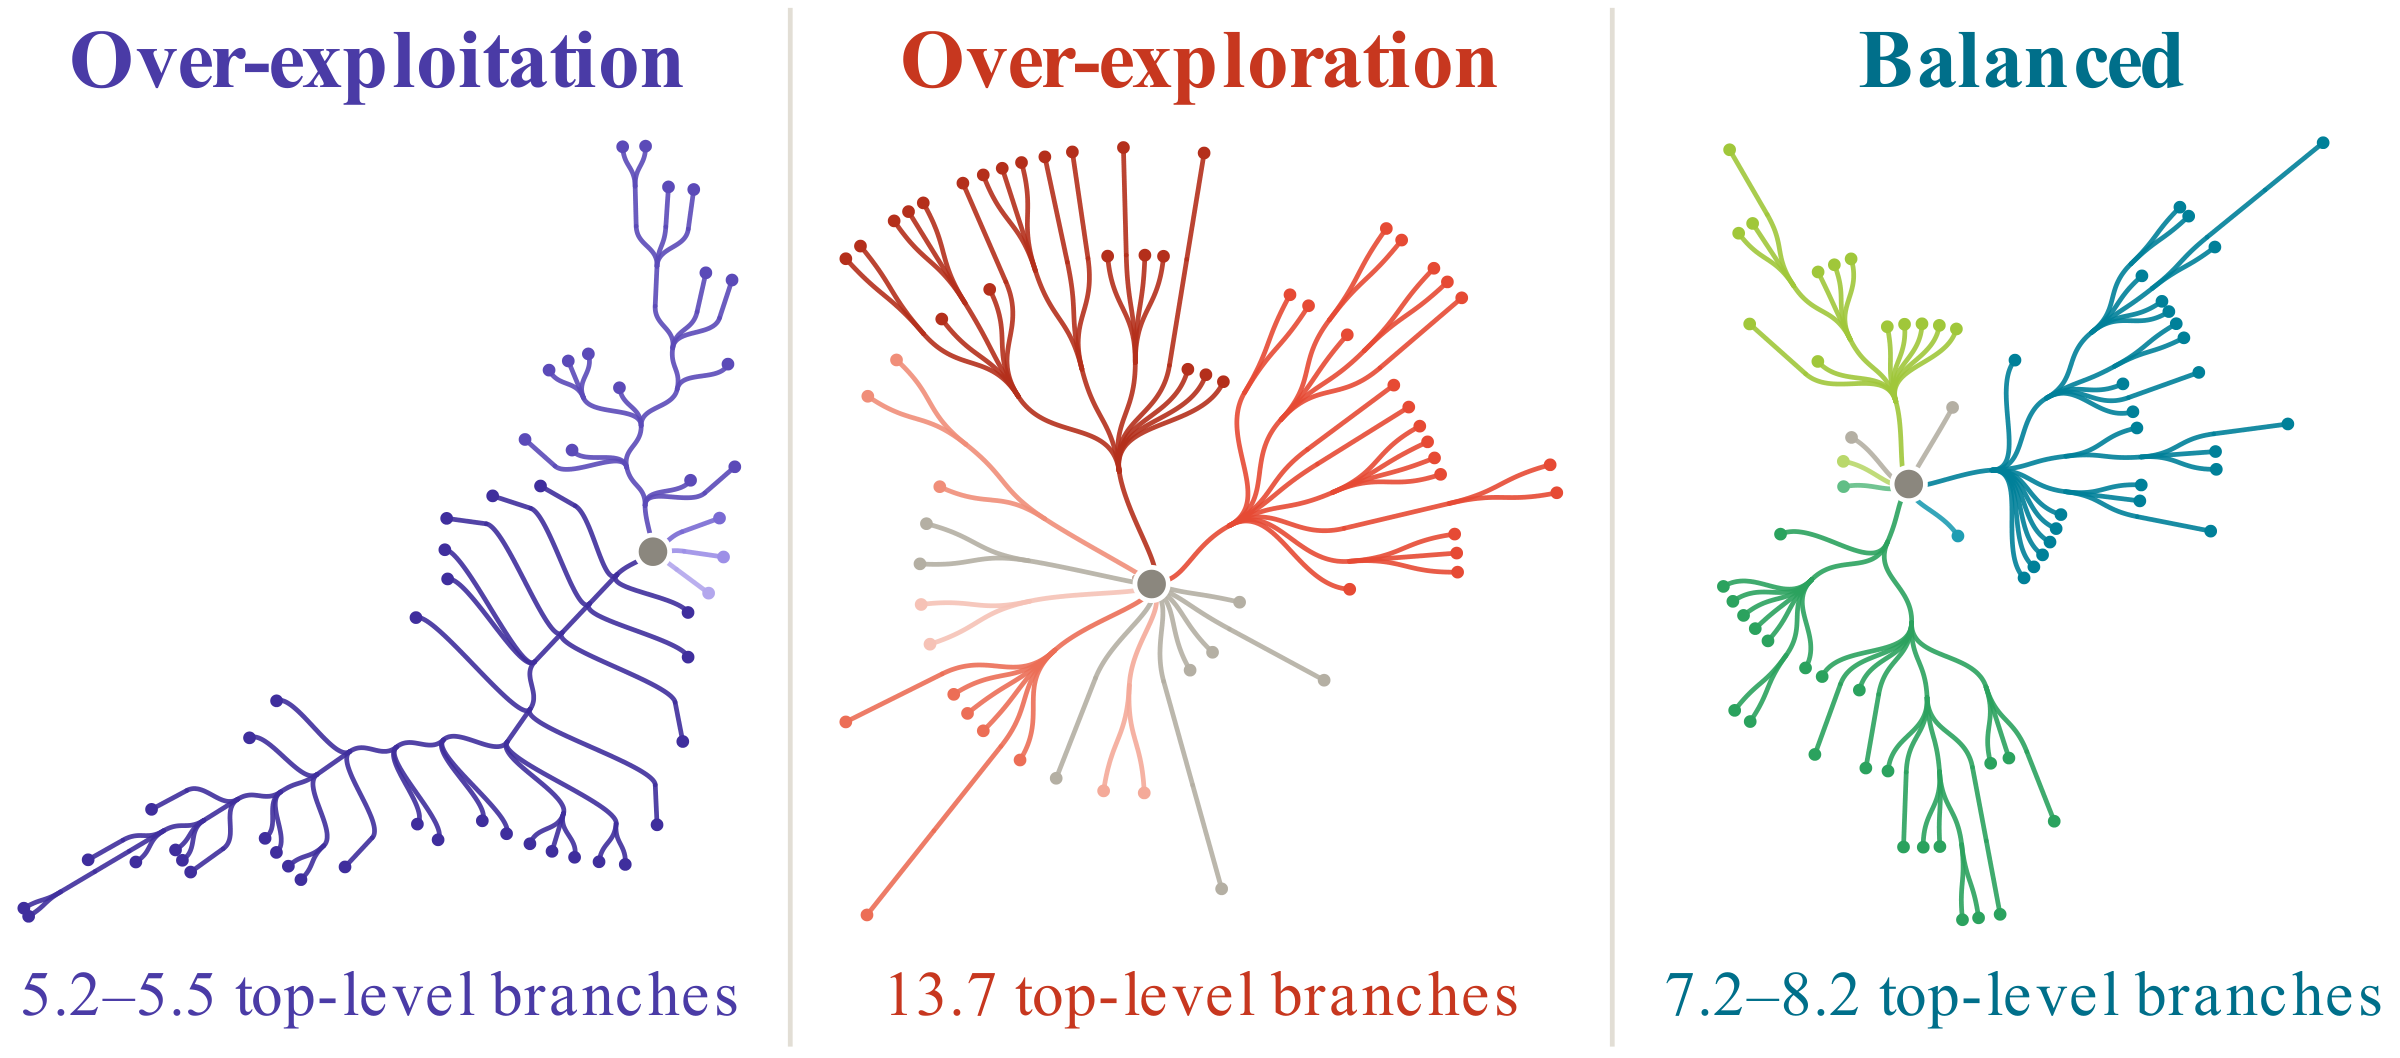 Over-exploitation
Over-exploration
Balanced
5.2–5.5 top-level branches
13.7 top-level branches
7.2–8.2 top-level branches